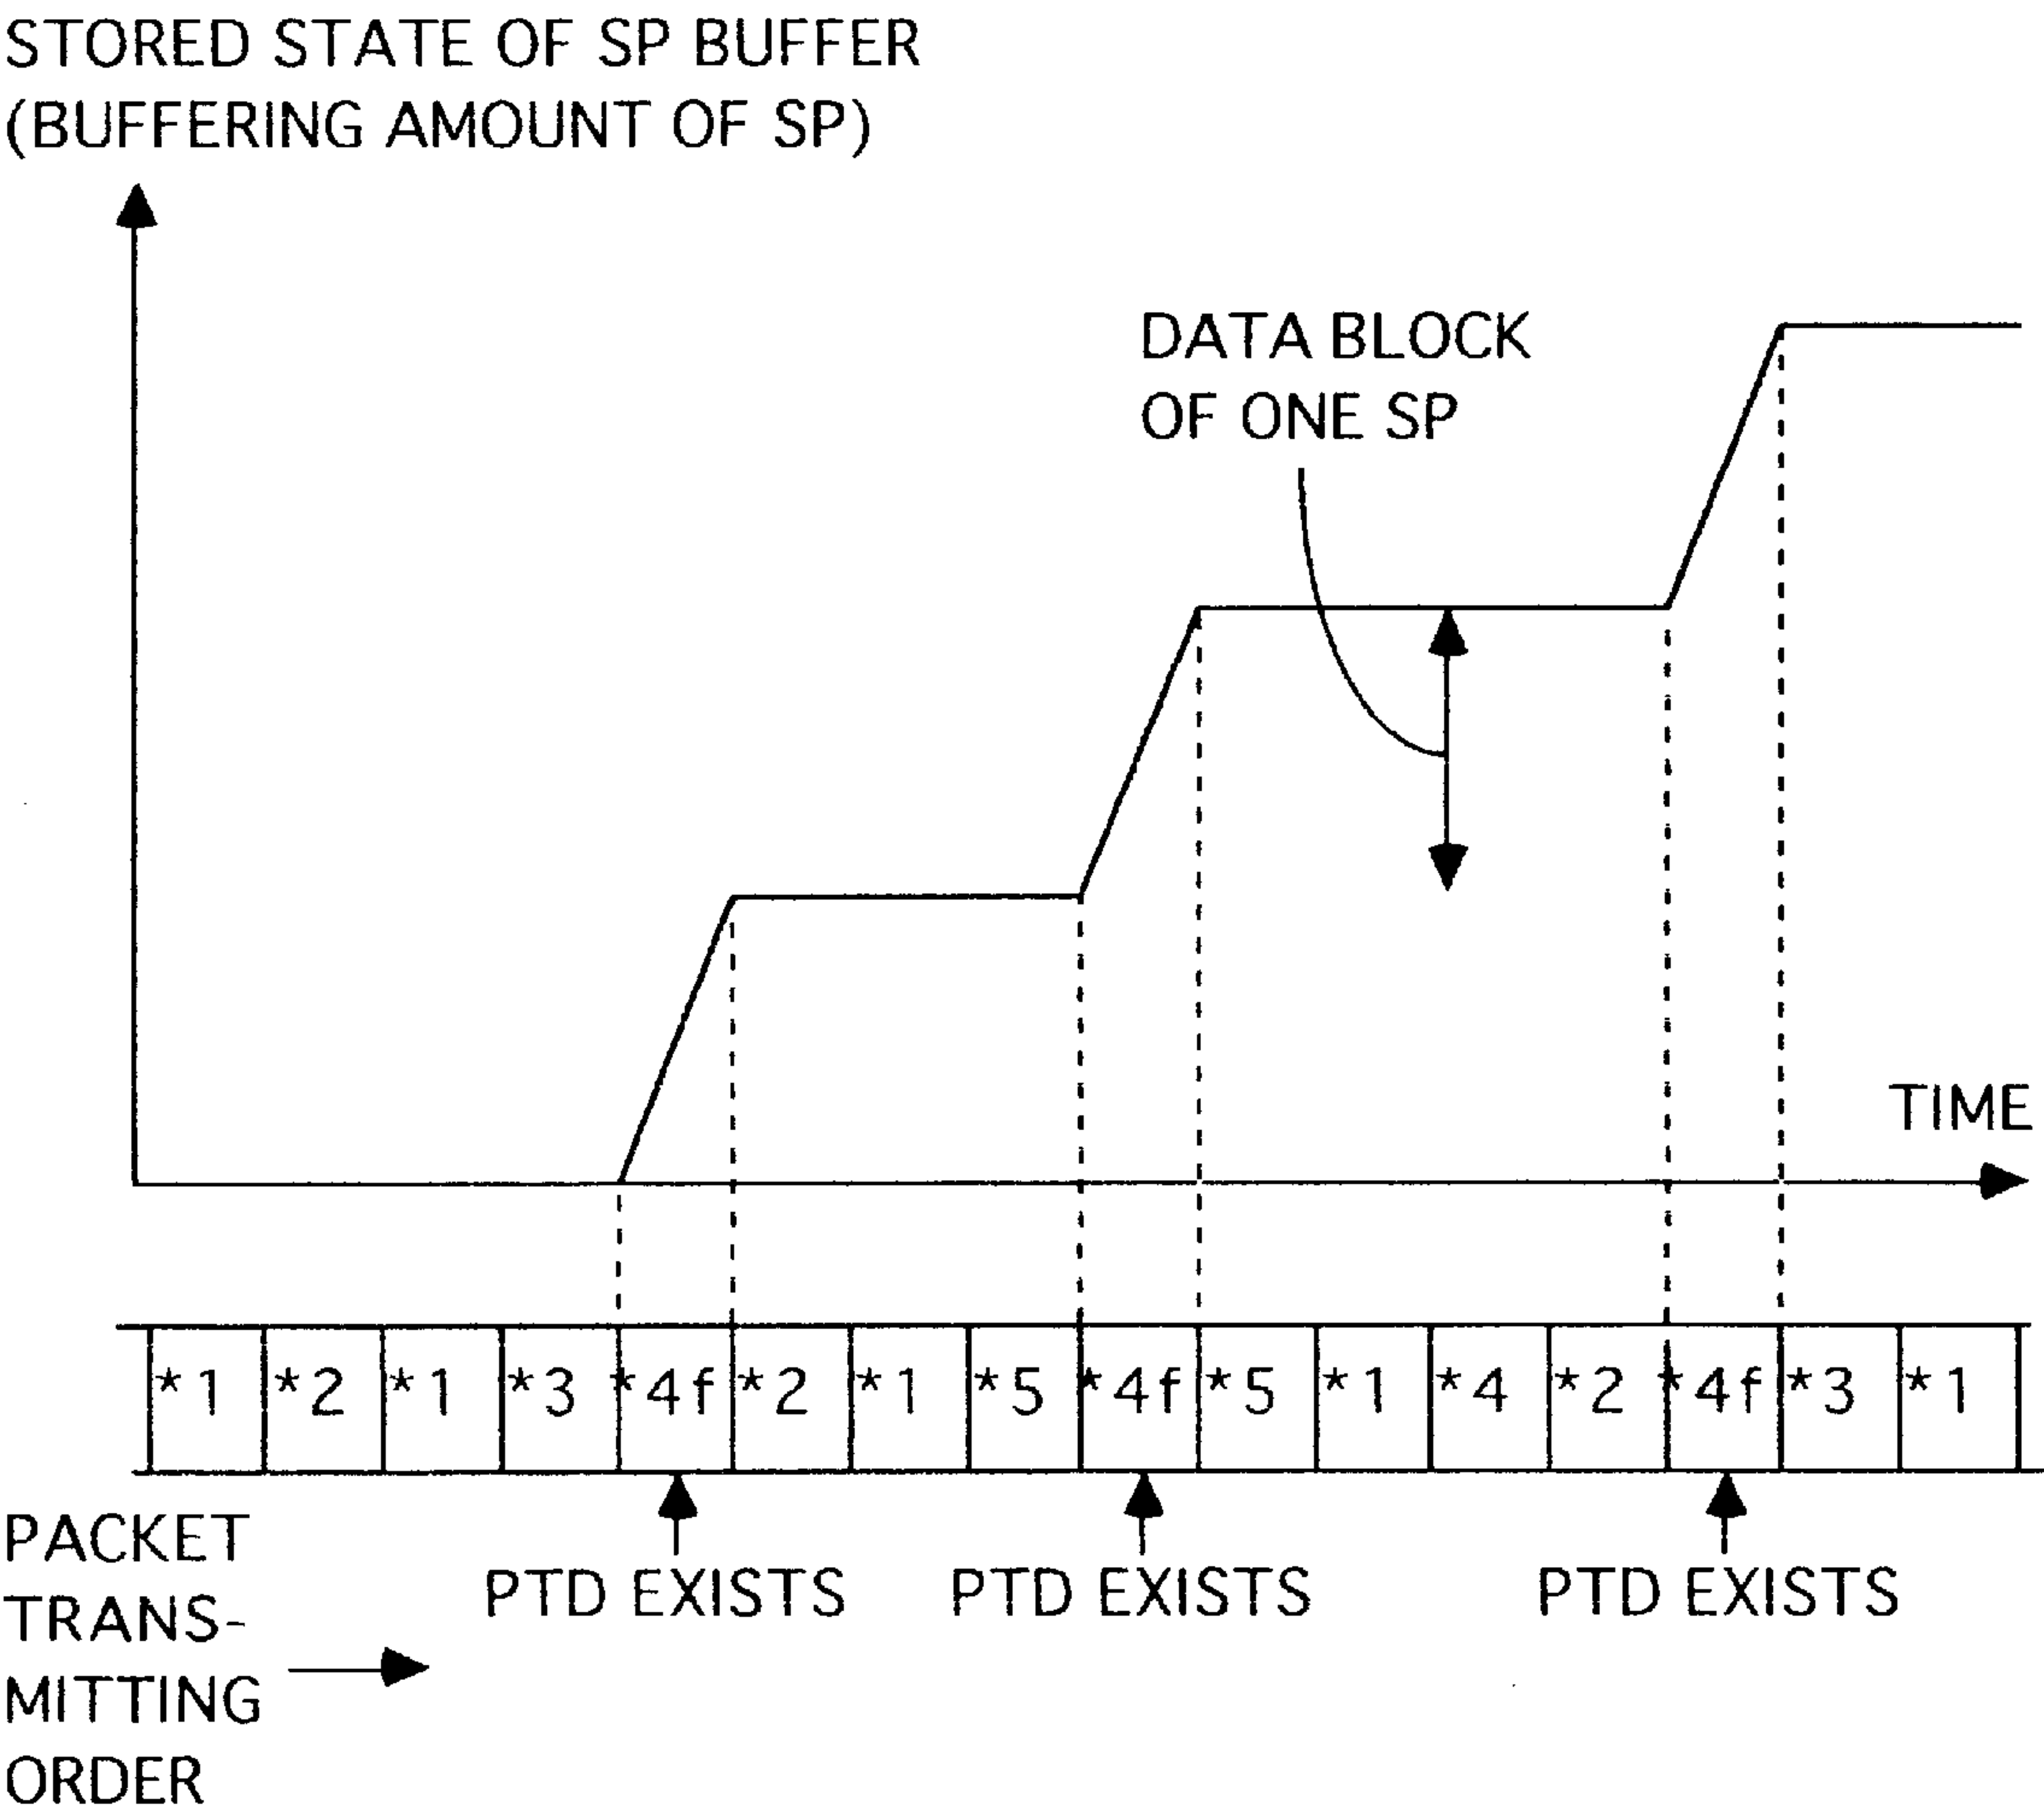 STORED STATE OF SP BUFFER
(BUFFERING AMOUNT OF SP)
DATA BLOCK
OF ONE SP
TIME
*1 *2 *1 *3 *4f *2 *1 *5 *4f *5 *1 *4 *2 *4f *3 *1
PTD EXISTS PTD EXISTS PTD EXISTS
PACKET
TRANS-
MITTING
ORDER